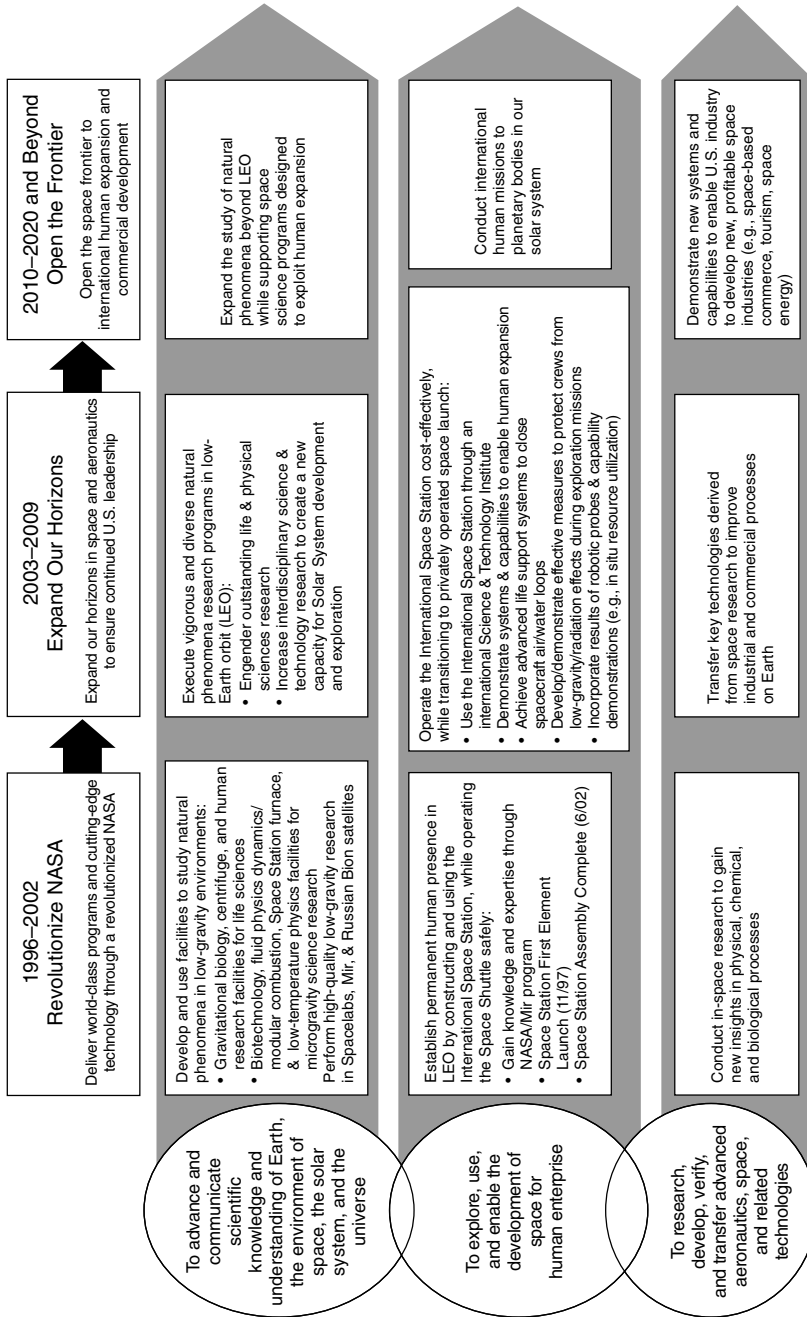 1996–2002
Revolutionize NASA
Deliver world-class programs and cutting-edge
technology through a revolutionized NASA
2003–2009
Expand Our Horizons
Expand our horizons in space and aeronautics
to ensure continued U.S. leadership
2010–2020 and Beyond
Open the Frontier
Open the space frontier to
international human expansion and
commercial development
To advance and
communicate
scientific
knowledge and
understanding of Earth,
the environment of
space, the solar
system, and the
universe
Develop and use facilities to study natural
phenomena in low-gravity environments:
• Gravitational biology, centrifuge, and human
research facilities for life sciences
• Biotechnology, fluid physics dynamics/
modular combustion, Space Station furnace,
& low-temperature physics facilities for
microgravity science research
Perform high-quality low-gravity research
in Spacelabs, Mir, & Russian Bion satellites
Execute vigorous and diverse natural
phenomena research programs in low-
Earth orbit (LEO):
• Engender outstanding life & physical
sciences research
• Increase interdisciplinary science &
technology research to create a new
capacity for Solar System development
and exploration
Expand the study of natural
phenomena beyond LEO
while supporting space
science programs designed
to exploit human expansion
To explore, use,
and enable the
development of
space for
human enterprise
Establish permanent human presence in
LEO by constructing and using the
International Space Station, while operating
the Space Shuttle safely:
• Gain knowledge and expertise through
NASA/Mir program
• Space Station First Element
Launch (11/97)
• Space Station Assembly Complete (6/02)
Operate the International Space Station cost-effectively,
while transitioning to privately operated space launch:
• Use the International Space Station through an
international Science & Technology Institute
• Demonstrate systems & capabilities to enable human expansion
• Achieve advanced life support systems to close
spacecraft air/water loops
• Develop/demonstrate effective measures to protect crews from
low-gravity/radiation effects during exploration missions
• Incorporate results of robotic probes & capability
demonstrations (e.g., in situ resource utilization)
Conduct international
human missions to
planetary bodies in our
solar system
To research,
develop, verify,
and transfer advanced
aeronautics, space,
and related
technologies
Conduct in-space research to gain
new insights in physical, chemical,
and biological processes
Transfer key technologies derived
from space research to improve
industrial and commercial processes
on Earth
Demonstrate new systems and
capabilities to enable U.S. industry
to develop new, profitable space
industries (e.g., space-based
commerce, tourism, space
energy)